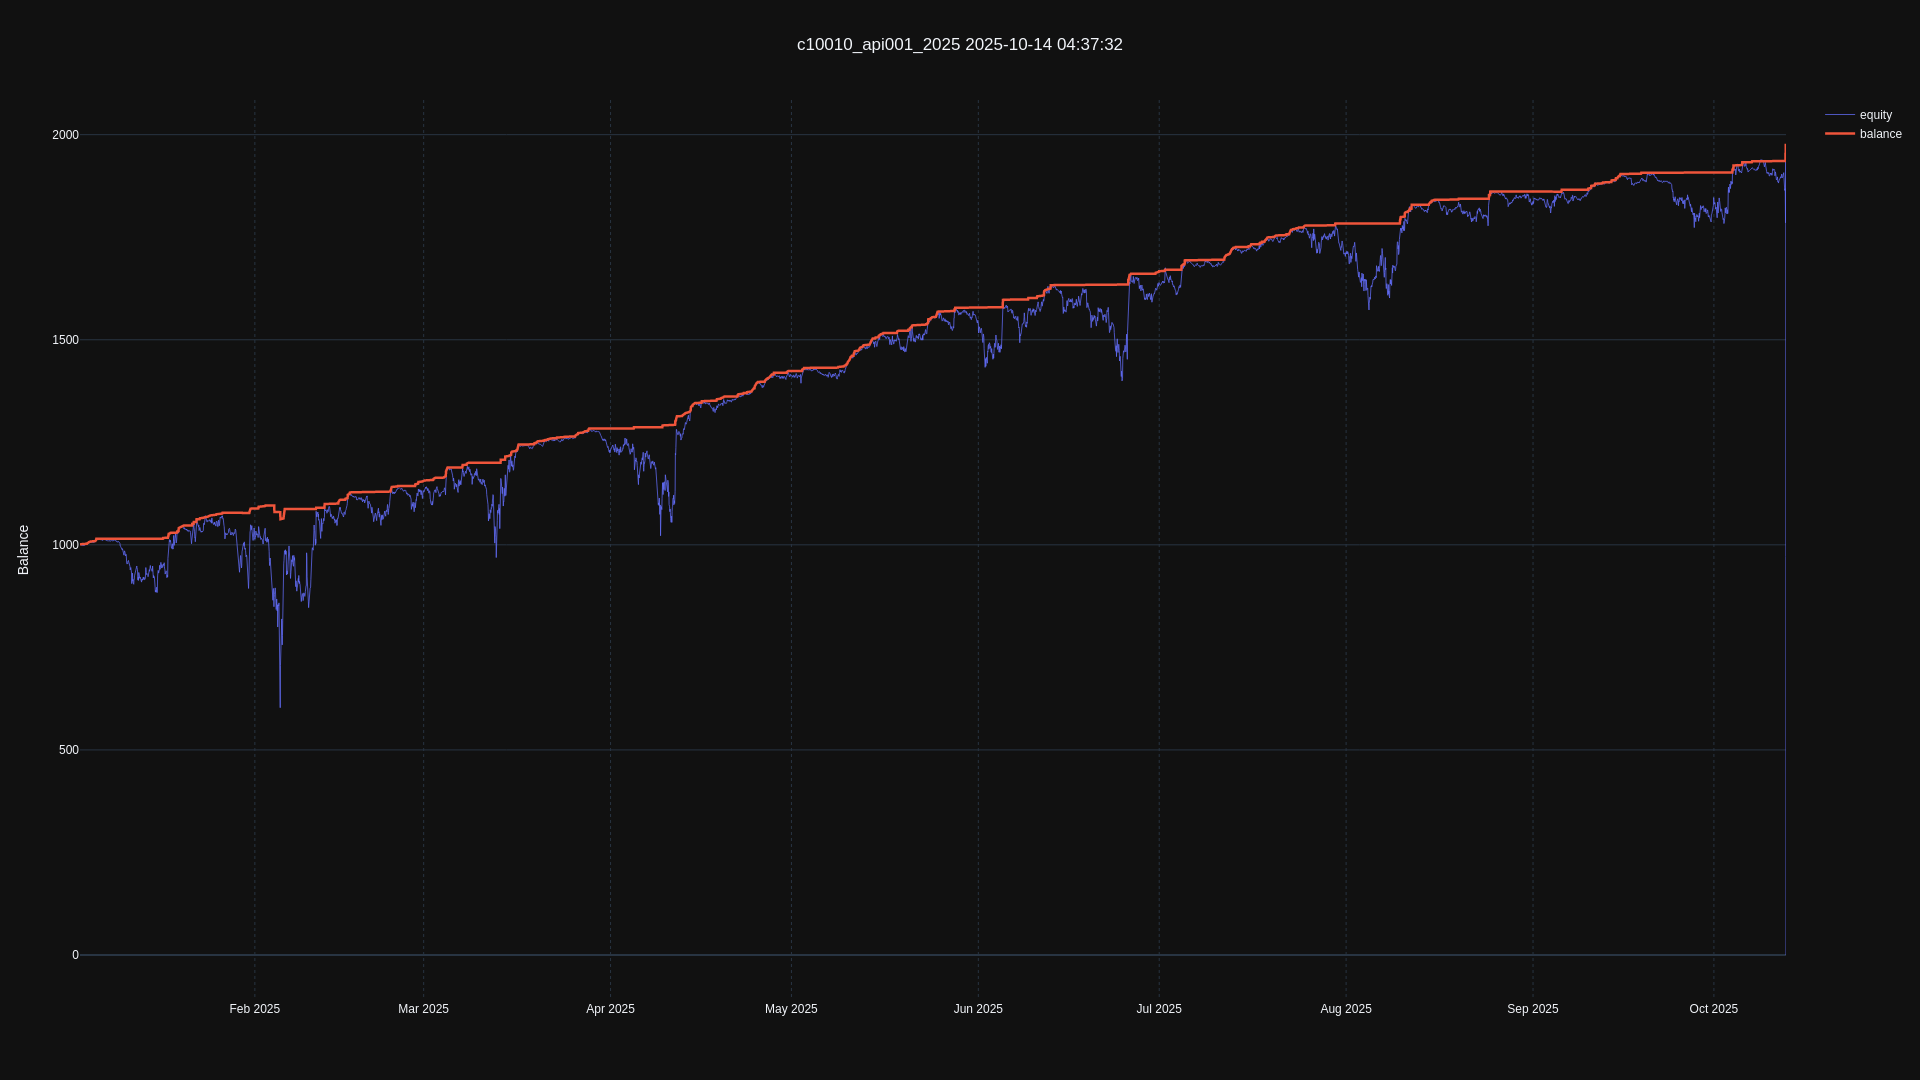 c10010_api001_2025 2025-10-14 04:37:32
equity
balance
Balance
2000
1500
1000
500
0
Feb 2025
Mar 2025
Apr 2025
May 2025
Jun 2025
Jul 2025
Aug 2025
Sep 2025
Oct 2025